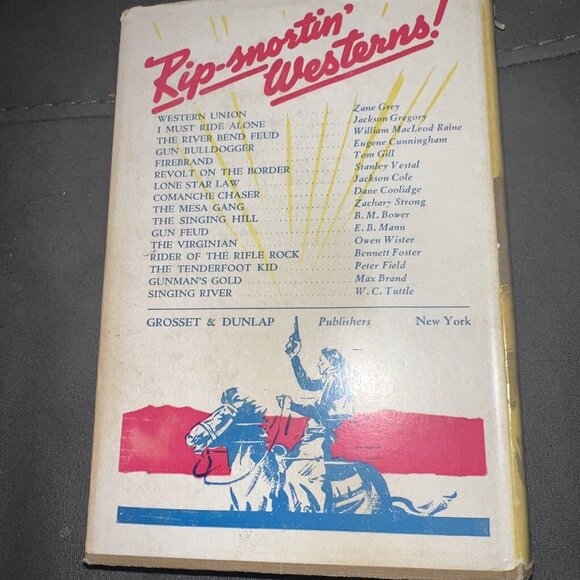 Rip-snortin'
Westerns!
WESTERN UNION . . . . . . . . . . Zane Grey
I MUST RIDE ALONE . . . . . . . . . . Jackson Gregory
THE RIVER BEND FEUD . . . . . . . . . . William MacLeod Raine
GUN BULLDOGGER . . . . . . . . . . Eugene Cunningham
FIREBRAND . . . . . . . . . . Tom Gill
REVOLT ON THE BORDER . . . . . . . . . . Stanley Vestal
LONE STAR LAW . . . . . . . . . . Jackson Cole
COMANCHE CHASER . . . . . . . . . . Dane Coolidge
THE MESA GANG . . . . . . . . . . Zachary Strong
THE SINGING HILL . . . . . . . . . . B. M. Bower
GUN FEUD . . . . . . . . . . E. B. Mann
THE VIRGINIAN . . . . . . . . . . Owen Wister
RIDER OF THE RIFLE ROCK . . . . . . . . . . Bennett Foster
THE TENDERFOOT KID . . . . . . . . . . Peter Field
GUNMAN'S GOLD . . . . . . . . . . Max Brand
SINGING RIVER . . . . . . . . . . W. C. Tuttle
GROSSET & DUNLAP Publishers New York